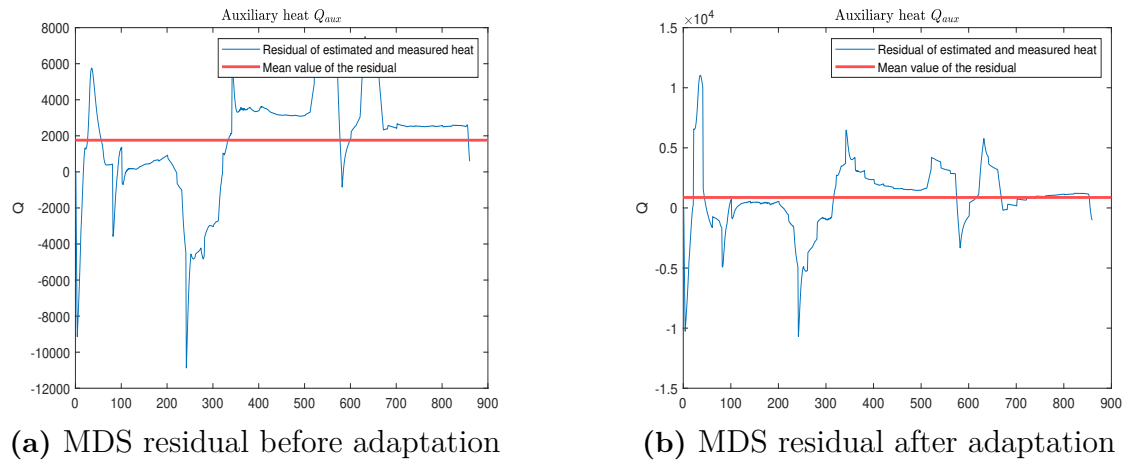 Auxiliary heat Q_aux
8000
6000
4000
2000
0
-2000
-4000
-6000
-8000
-10000
-12000
Q
Residual of estimated and measured heat
Mean value of the residual
0 100 200 300 400 500 600 700 800 900
(a) MDS residual before adaptation
Auxiliary heat Q_aux
×10^4
1.5
1
0.5
0
-0.5
-1
-1.5
Q
Residual of estimated and measured heat
Mean value of the residual
0 100 200 300 400 500 600 700 800 900
(b) MDS residual after adaptation